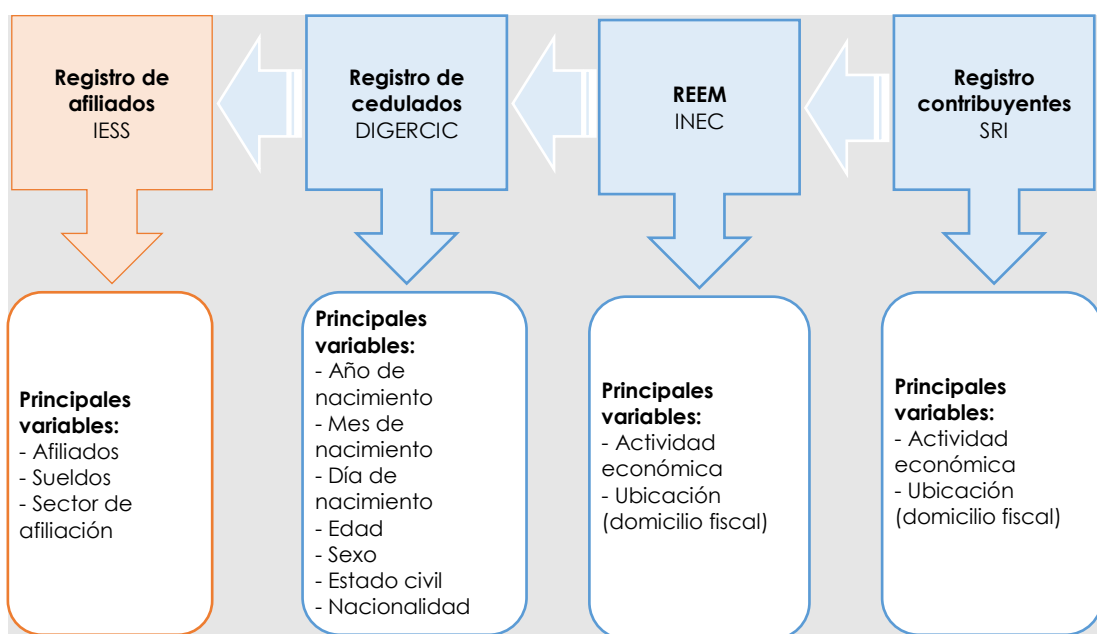 Registro de
afiliados
IESS
Registro de
cedulados
DIGERCIC
REEM
INEC
Registro
contribuyentes
SRI
Principales
variables:
- Afiliados
- Sueldos
- Sector de
afiliación
Principales
variables:
- Año de
nacimiento
- Mes de
nacimiento
- Día de
nacimiento
- Edad
- Sexo
- Estado civil
- Nacionalidad
Principales
variables:
- Actividad
económica
- Ubicación
(domicilio fiscal)
Principales
variables:
- Actividad
económica
- Ubicación
(domicilio fiscal)